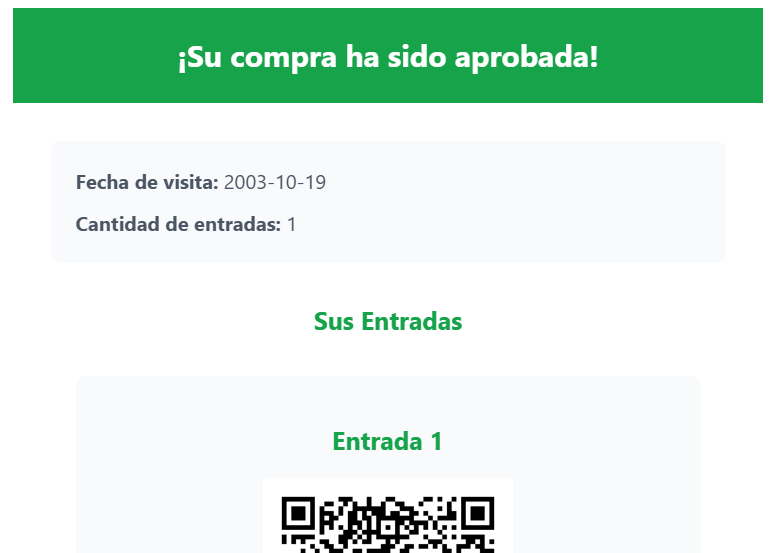 ¡Su compra ha sido aprobada!
Fecha de visita: 2003-10-19
Cantidad de entradas: 1
Sus Entradas
Entrada 1